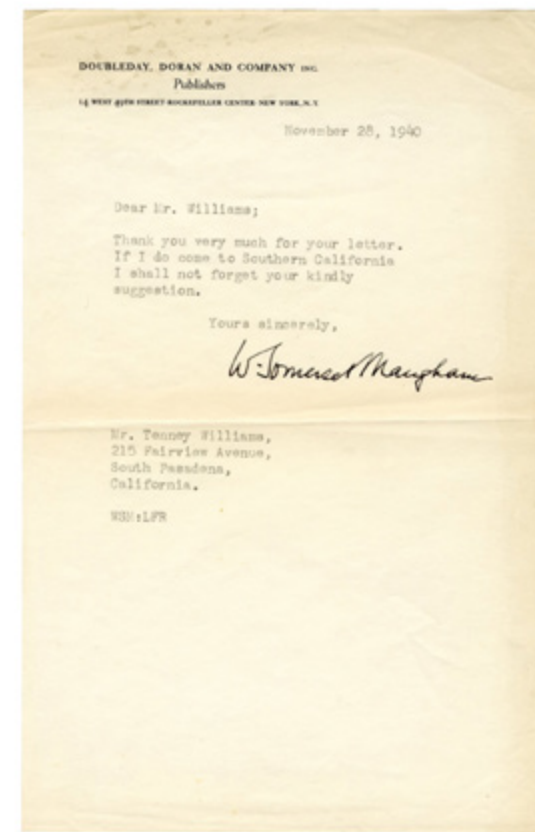 DOUBLEDAY, DORAN AND COMPANY INC.
Publishers
14 WEST 49TH STREET ROCKEFELLER CENTER NEW YORK, N. Y.
November 28, 1940
Dear Mr. Williams;
Thank you very much for your letter.
If I do come to Southern California
I shall not forget your kindly
suggestion.
Yours sincerely,
W. Somerset Maugham
Mr. Tenney Williams,
215 Fairview Avenue,
South Pasadena,
California.
WSM:LFR